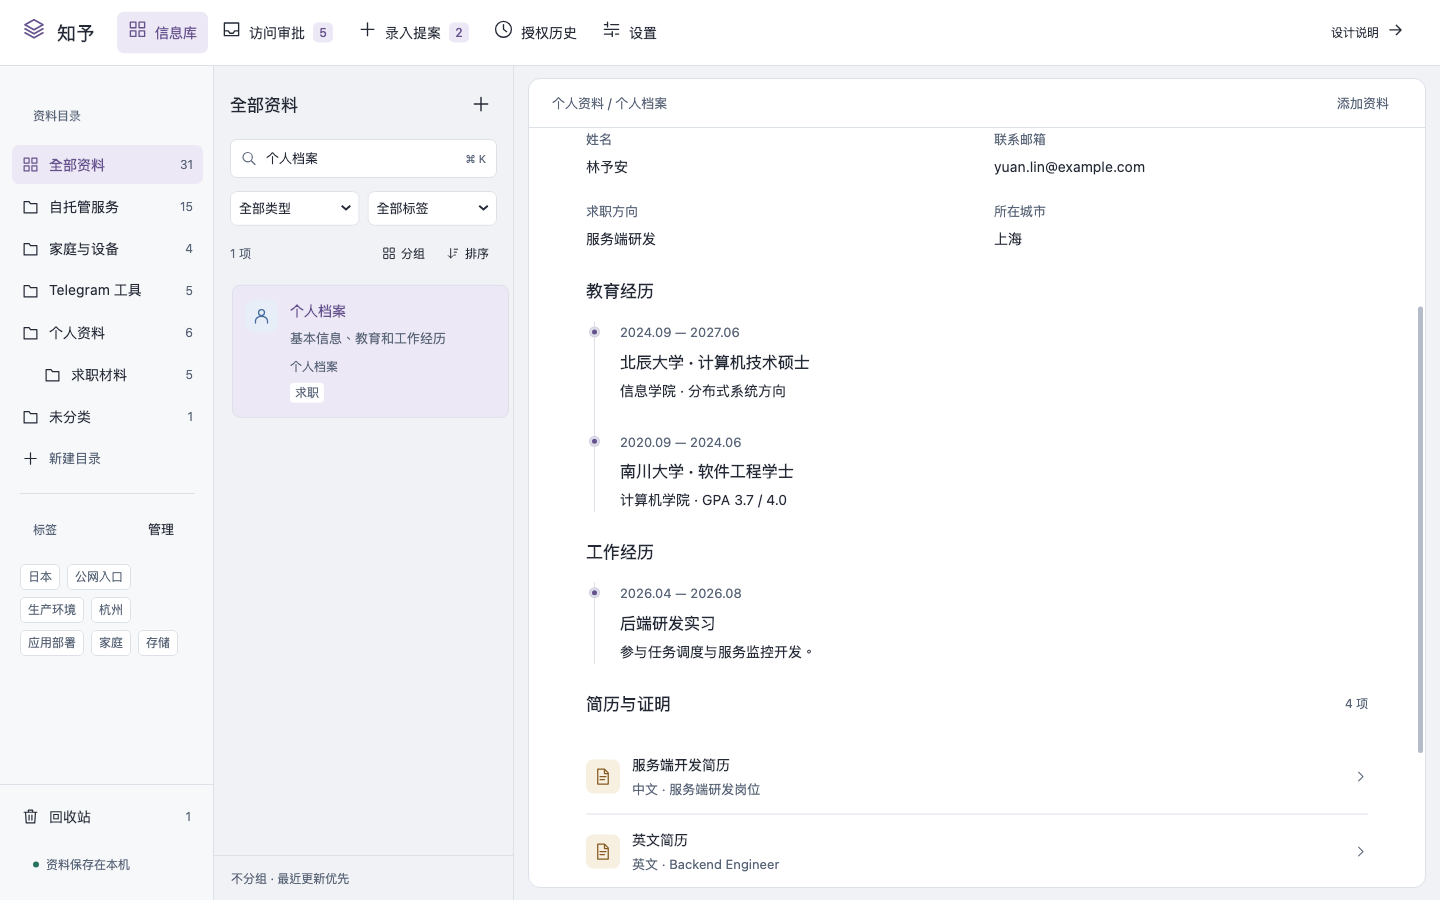 知予
信息库
访问审批 5
录入提案 2
授权历史
设置
设计说明
资料目录
全部资料 31
自托管服务 15
家庭与设备 4
Telegram 工具 5
个人资料 6
求职材料 5
未分类 1
新建目录
标签 管理
日本 公网入口
生产环境 杭州
应用部署 家庭 存储
回收站 1
资料保存在本机
全部资料
个人档案 ⌘ K
全部类型 全部标签
1 项 分组 排序
个人档案
基本信息、教育和工作经历
个人档案
求职
不分组 · 最近更新优先
个人资料 / 个人档案 添加资料
姓名 联系邮箱
林予安 yuan.lin@example.com
求职方向 所在城市
服务端研发 上海
教育经历
2024.09 — 2027.06
北辰大学 · 计算机技术硕士
信息学院 · 分布式系统方向
2020.09 — 2024.06
南川大学 · 软件工程学士
计算机学院 · GPA 3.7 / 4.0
工作经历
2026.04 — 2026.08
后端研发实习
参与任务调度与服务监控开发。
简历与证明 4 项
服务端开发简历
中文 · 服务端研发岗位
英文简历
英文 · Backend Engineer